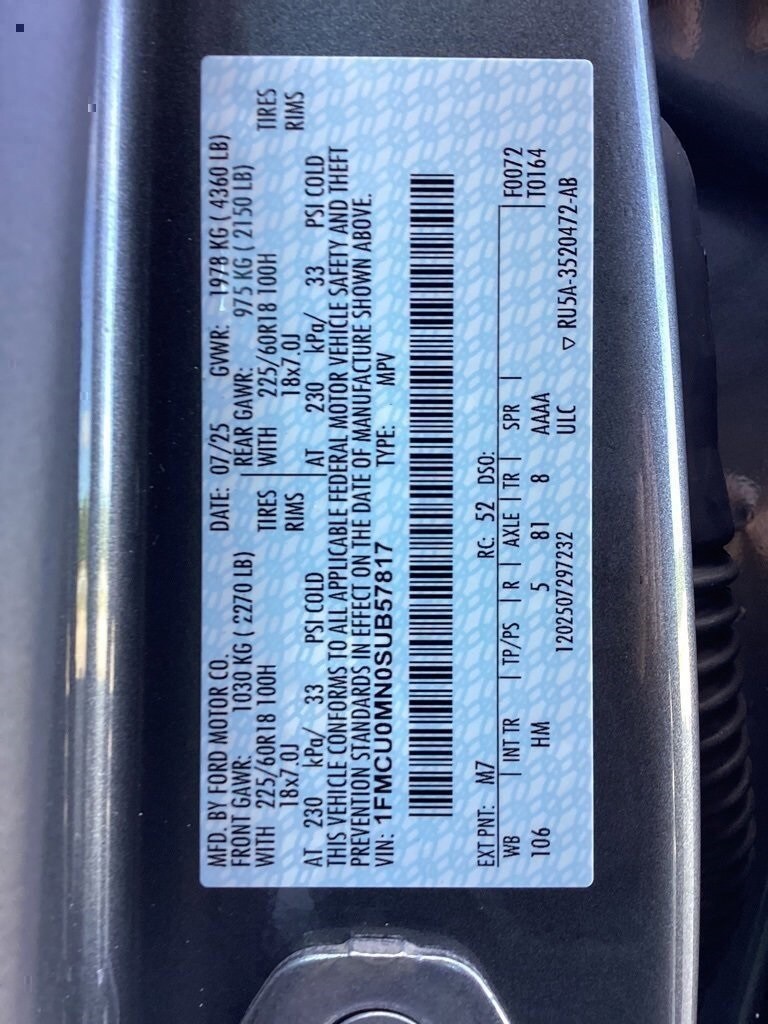 MFD. BY FORD MOTOR CO. DATE: 07/25 GVWR: 1978 KG ( 4360 LB)
FRONT GAWR: 1030 KG ( 2270 LB) REAR GAWR: 975 KG ( 2150 LB)
WITH 225/60R18 100H TIRES WITH 225/60R18 100H TIRES
18x7.0J RIMS 18x7.0J RIMS
AT 230 kPa/ 33 PSI COLD AT 230 kPa/ 33 PSI COLD
THIS VEHICLE CONFORMS TO ALL APPLICABLE FEDERAL MOTOR VEHICLE SAFETY AND THEFT
PREVENTION STANDARDS IN EFFECT ON THE DATE OF MANUFACTURE SHOWN ABOVE.
VIN: 1FMCU0MN0SUB57817 TYPE: MPV
EXT PNT: M7 RC: 52 DSO: F0072
WB INT TR TP/PS R AXLE TR SPR T0164
106 HM 5 81 8 AAAA
1202507297232 ULC ▽ RU5A-3520472-AB